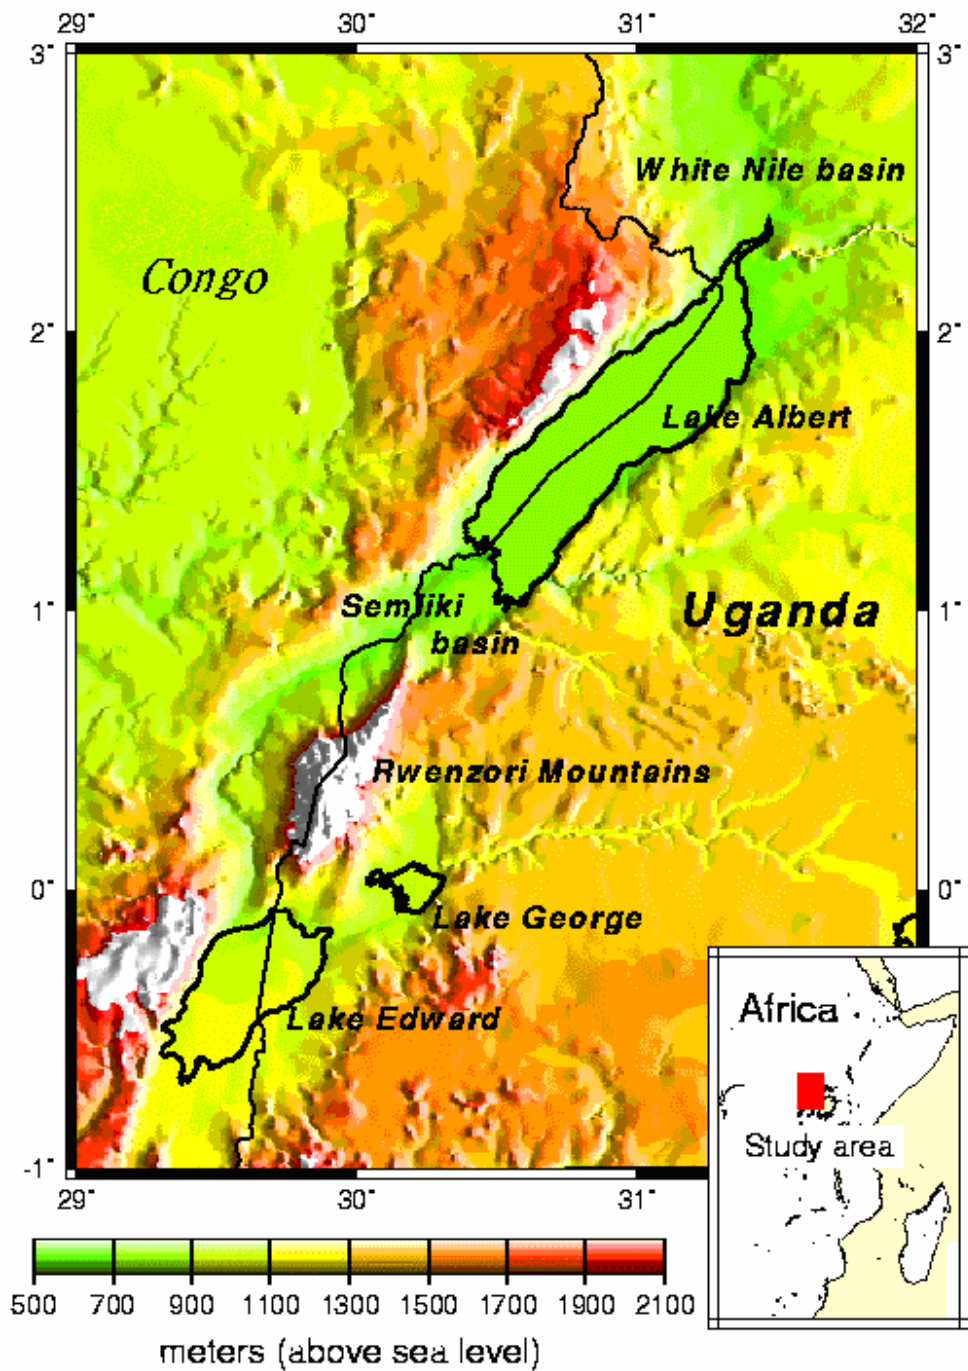 29° 30° 31° 32°
3° 3°
White Nile basin
Congo
2° 2°
Lake Albert
1° 1°
Semliki
basin
Uganda
Rwenzori Mountains
0° 0°
Lake George
Lake Edward
Africa
Study area
-1°
29° 30° 31°
500 700 900 1100 1300 1500 1700 1900 2100
meters (above sea level)